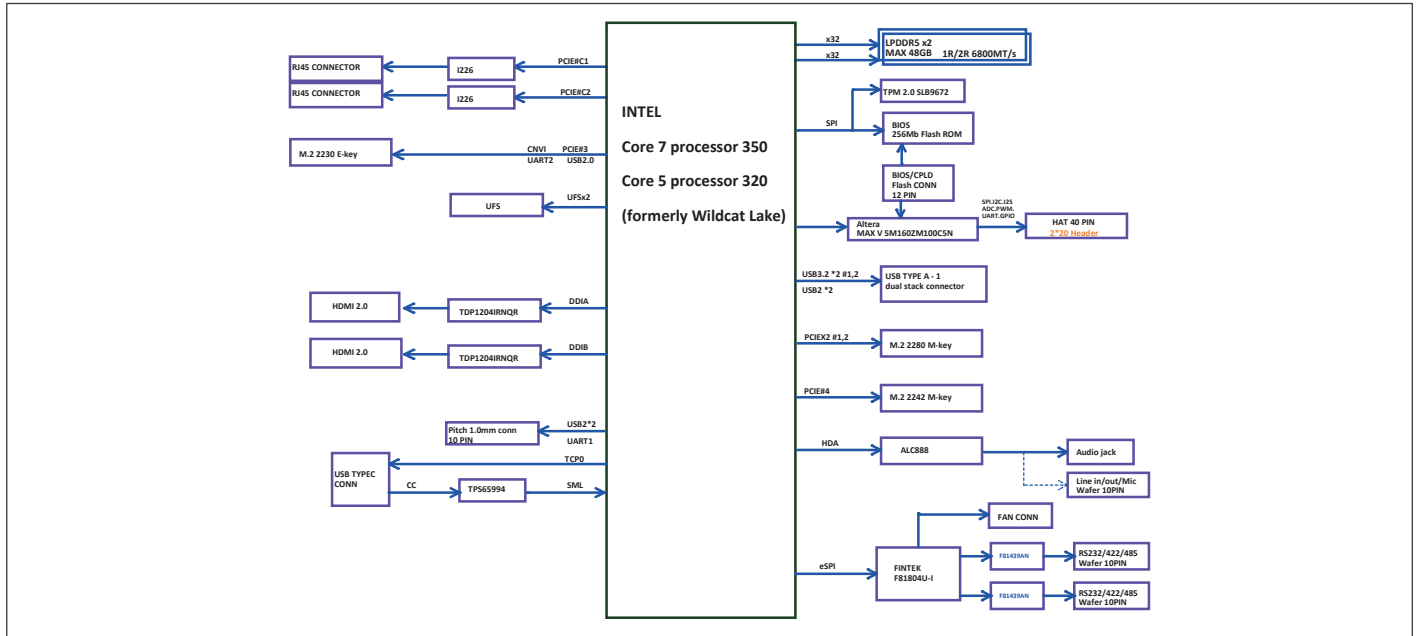 RJ45 CONNECTOR
I226
PCIE#C1
RJ45 CONNECTOR
I226
PCIE#C2
M.2 2230 E-key
CNVI PCIE#3
UART2 USB2.0
UFS
UFSx2
HDMI 2.0
TDP1204IRNQR
DDIA
HDMI 2.0
TDP1204IRNQR
DDIB
Pitch 1.0mm conn
10 PIN
USB2*2
UART1
TCP0
USB TYPEC
CONN
CC
TPS65994
SML
INTEL
Core 7 processor 350
Core 5 processor 320
(formerly Wildcat Lake)
x32
x32
LPDDR5 x2
MAX 48GB 1R/2R 6800MT/s
TPM 2.0 SLB9672
SPI
BIOS
256Mb Flash ROM
BIOS/CPLD
Flash CONN
12 PIN
Altera
MAX V 5M160ZM100C5N
SPI.I2C.I2S
ADC.PWM.
UART.GPIO
HAT 40 PIN
2*20 Header
USB3.2 *2 #1,2
USB2 *2
USB TYPE A - 1
dual stack connector
PCIEX2 #1,2
M.2 2280 M-key
PCIE#4
M.2 2242 M-key
HDA
ALC888
Audio jack
Line in/out/Mic
Wafer 10PIN
FAN CONN
eSPI
FINTEK
F81804U-I
F81439AN
RS232/422/485
Wafer 10PIN
F81439AN
RS232/422/485
Wafer 10PIN